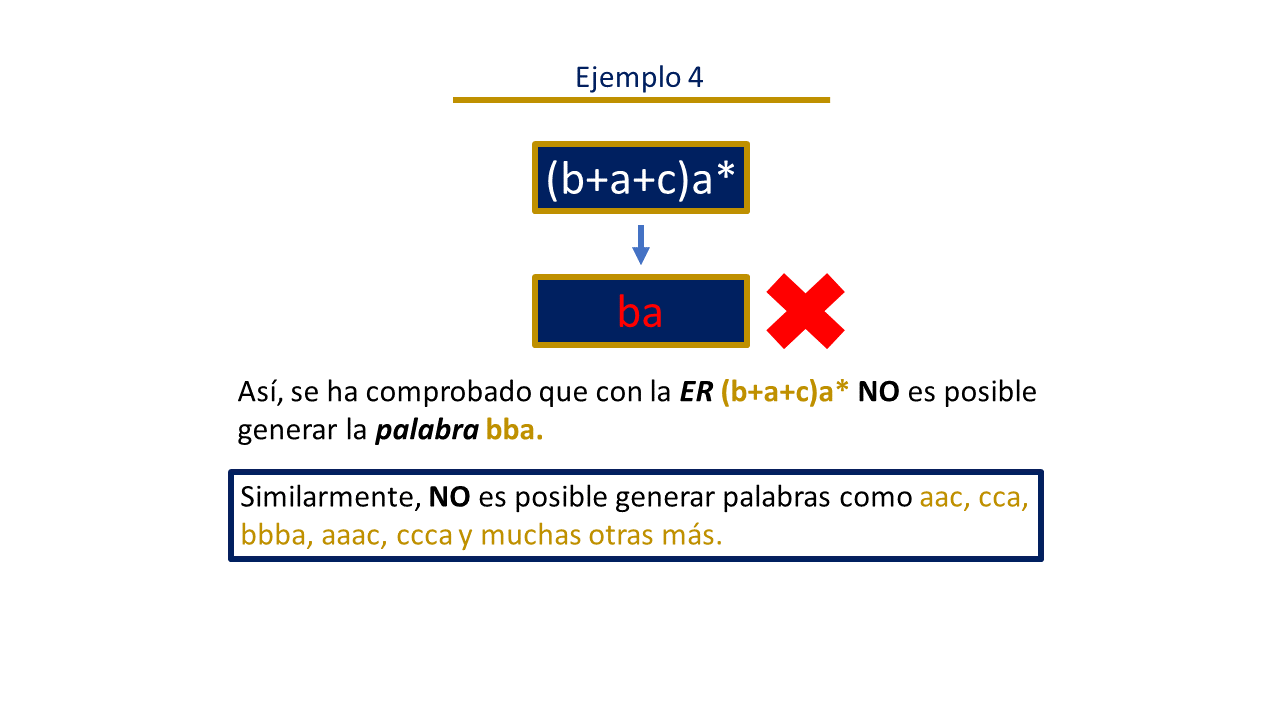 Ejemplo 4
(b+a+c)a*
ba
Así, se ha comprobado que con la ER (b+a+c)a* NO es posible
generar la palabra bba.
Similarmente, NO es posible generar palabras como aac, cca,
bbba, aaac, ccca y muchas otras más.